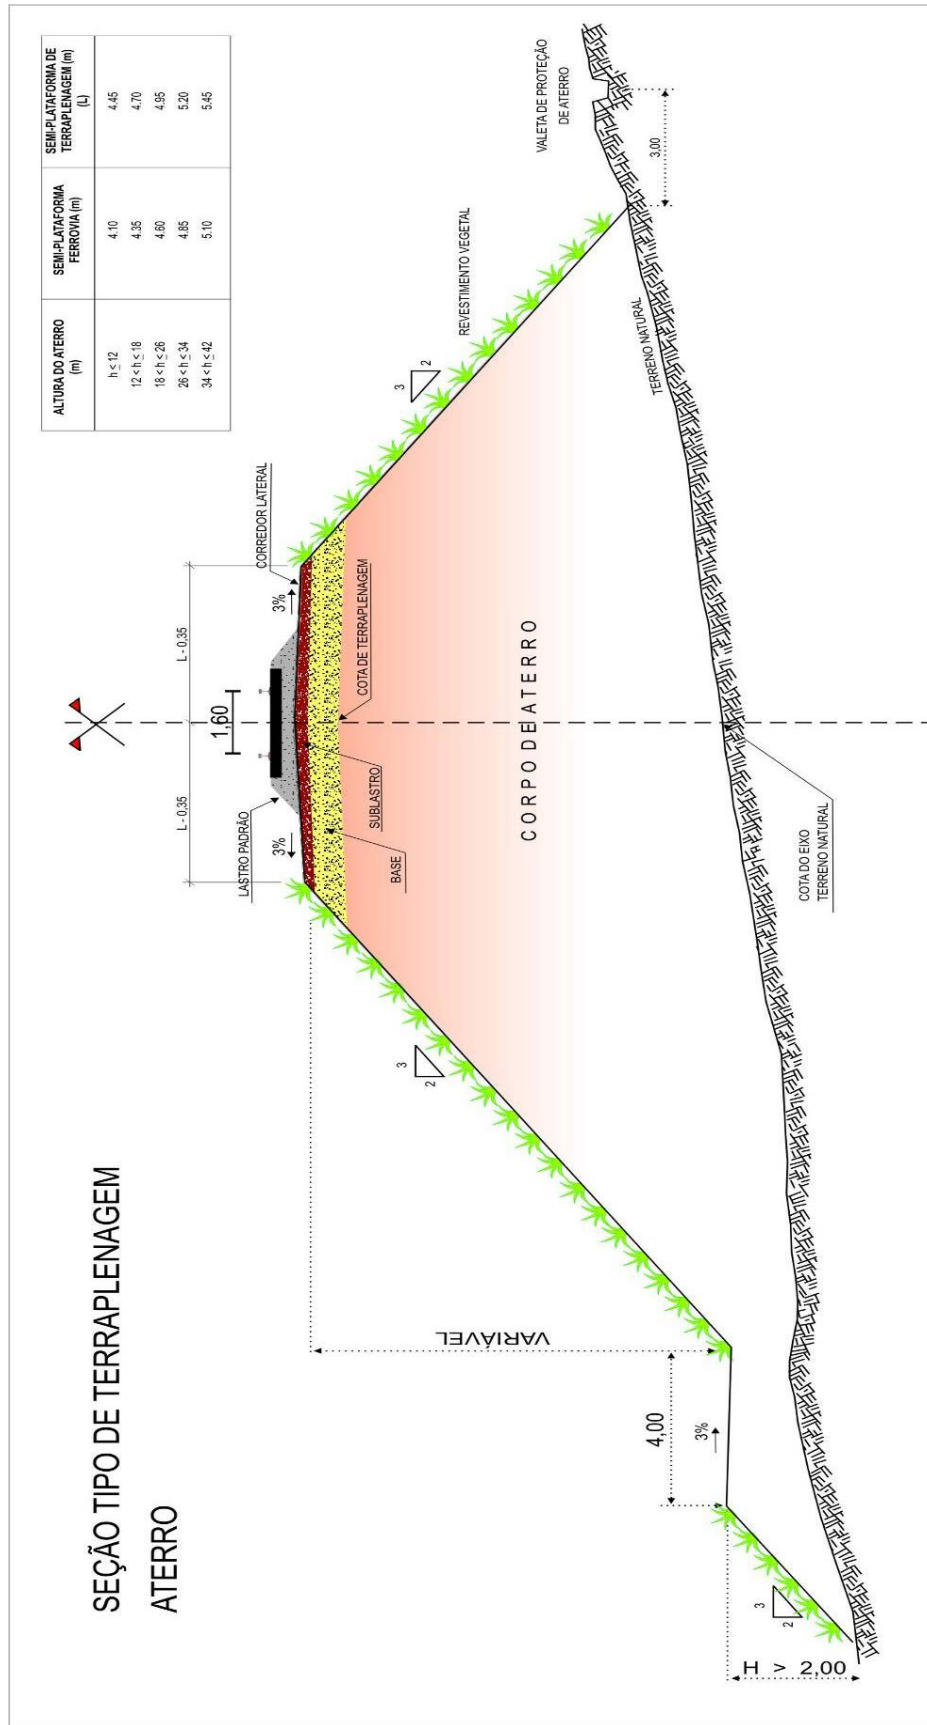 SEÇÃO TIPO DE TERRAPLENAGEM
ATERRO
ALTURA DO ATERRO
(m)
SEMI-PLATAFORMA
FERROVIA (m)
SEMI-PLATAFORMA DE
TERRAPLENAGEM (m)
(L)
h ≤ 12
4.10
4.45
12 < h ≤ 18
4.35
4.70
18 < h ≤ 26
4.60
4.95
26 < h ≤ 34
4.85
5.20
34 < h ≤ 42
5.10
5.45
L - 0,35
L - 0,35
1,60
LASTRO PADRÃO
3%
3%
CORREDOR LATERAL
SUBLASTRO
BASE
COTA DE TERRAPLENAGEM
3
2
3
2
REVESTIMENTO VEGETAL
VALETA DE PROTEÇÃO
DE ATERRO
3,00
CORPO DE ATERRO
TERRENO NATURAL
VARIÁVEL
4,00
3%
3
2
H > 2,00
COTA DO EIXO
TERRENO NATURAL